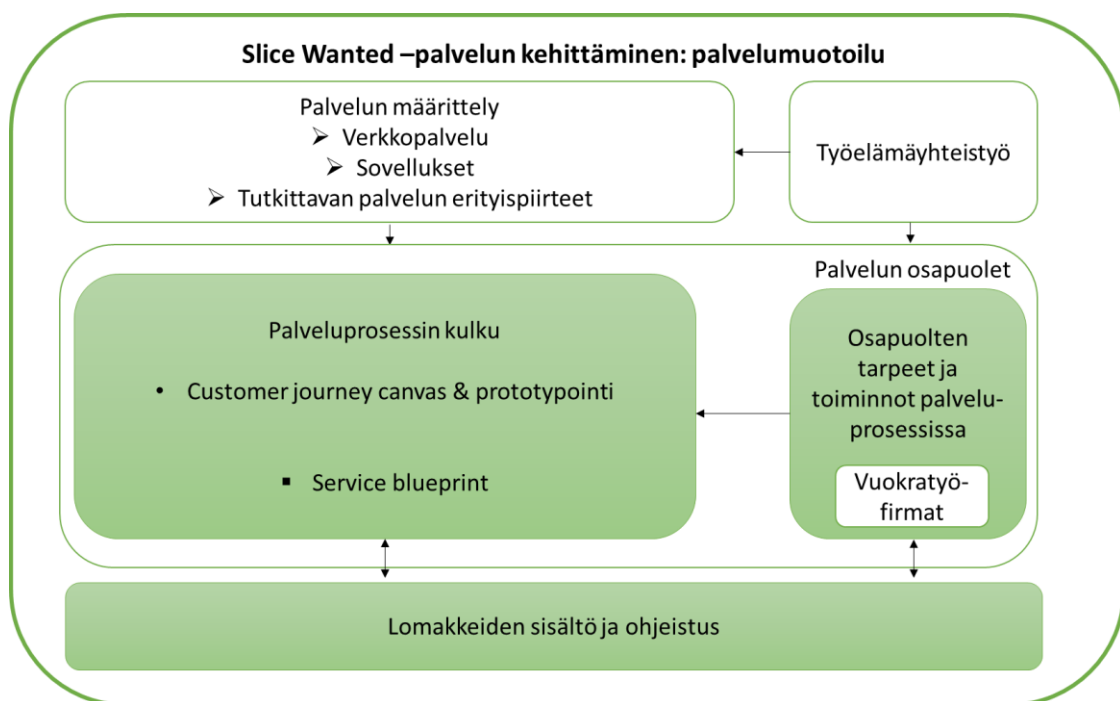 Slice Wanted –palvelun kehittäminen: palvelumuotoilu
Palvelun määrittely
➢ Verkkopalvelu
➢ Sovellukset
➢ Tutkittavan palvelun erityispiirteet
Työelämäyhteistyö
Palvelun osapuolet
Palveluprosessin kulku
• Customer journey canvas & prototypointi
▪ Service blueprint
Osapuolten
tarpeet ja
toiminnot palvelu-
prosessissa
Vuokratyö-
firmat
Lomakkeiden sisältö ja ohjeistus